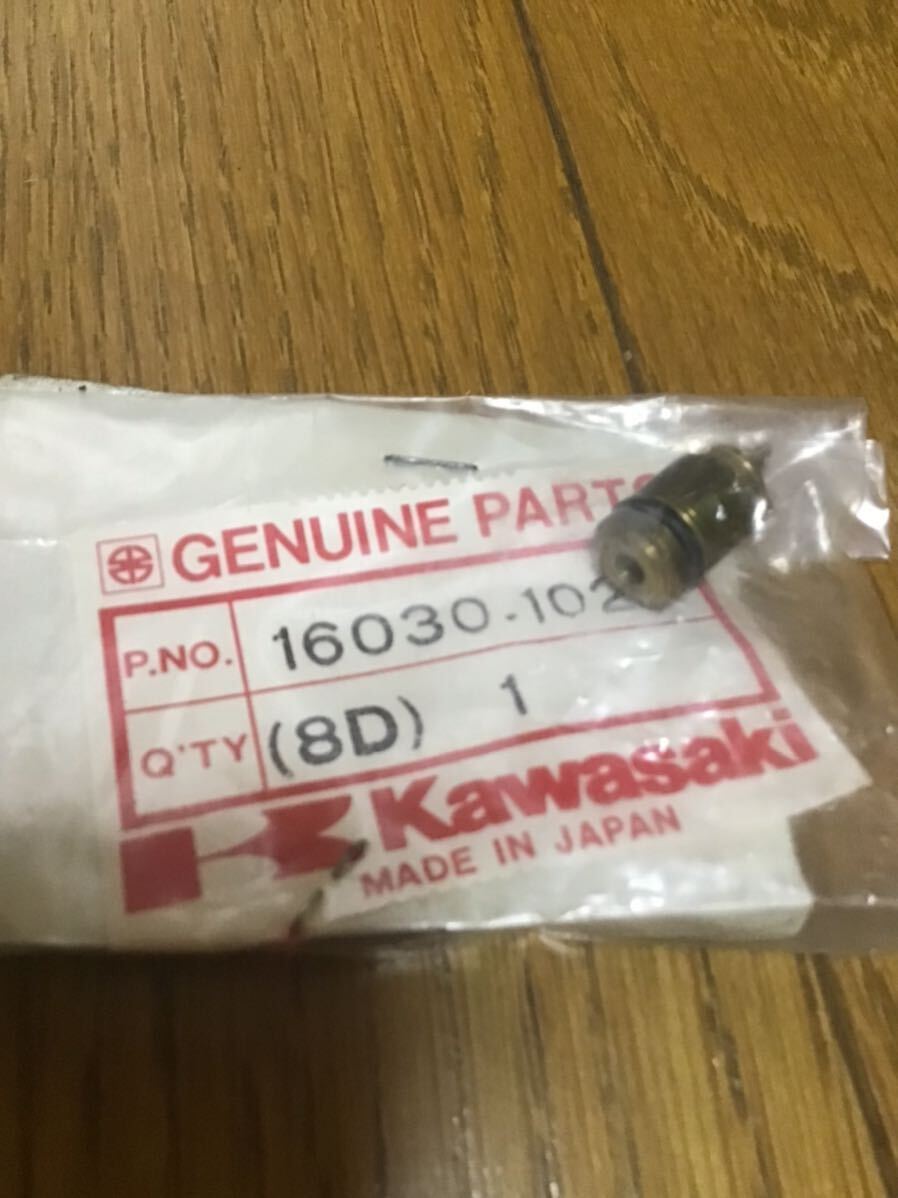 GENUINE PARTS
P.NO. 16030-102
Q'TY (8D) 1
Kawasaki
MADE IN JAPAN